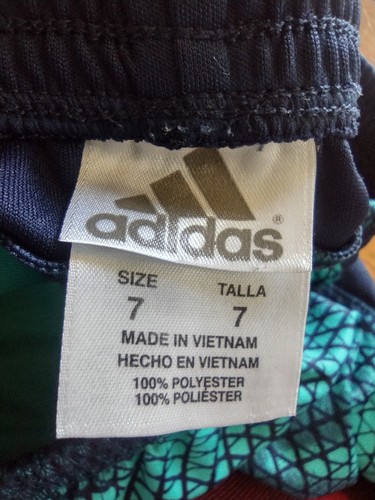 adidas®
SIZE TALLA
7 7
MADE IN VIETNAM
HECHO EN VIETNAM
100% POLYESTER
100% POLIÉSTER